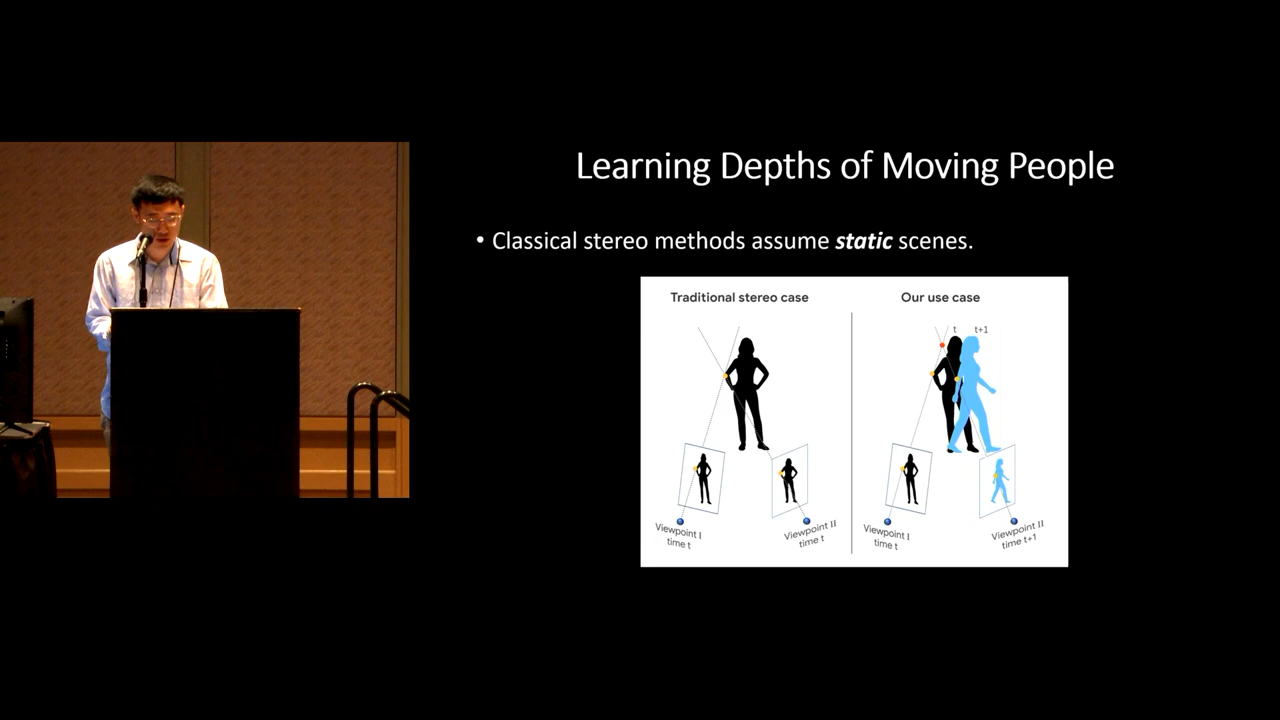 Learning Depths of Moving People
• Classical stereo methods assume static scenes.
Traditional stereo case
Our use case
t
t+1
Viewpoint I
time t
Viewpoint II
time t
Viewpoint I
time t
Viewpoint II
time t+1